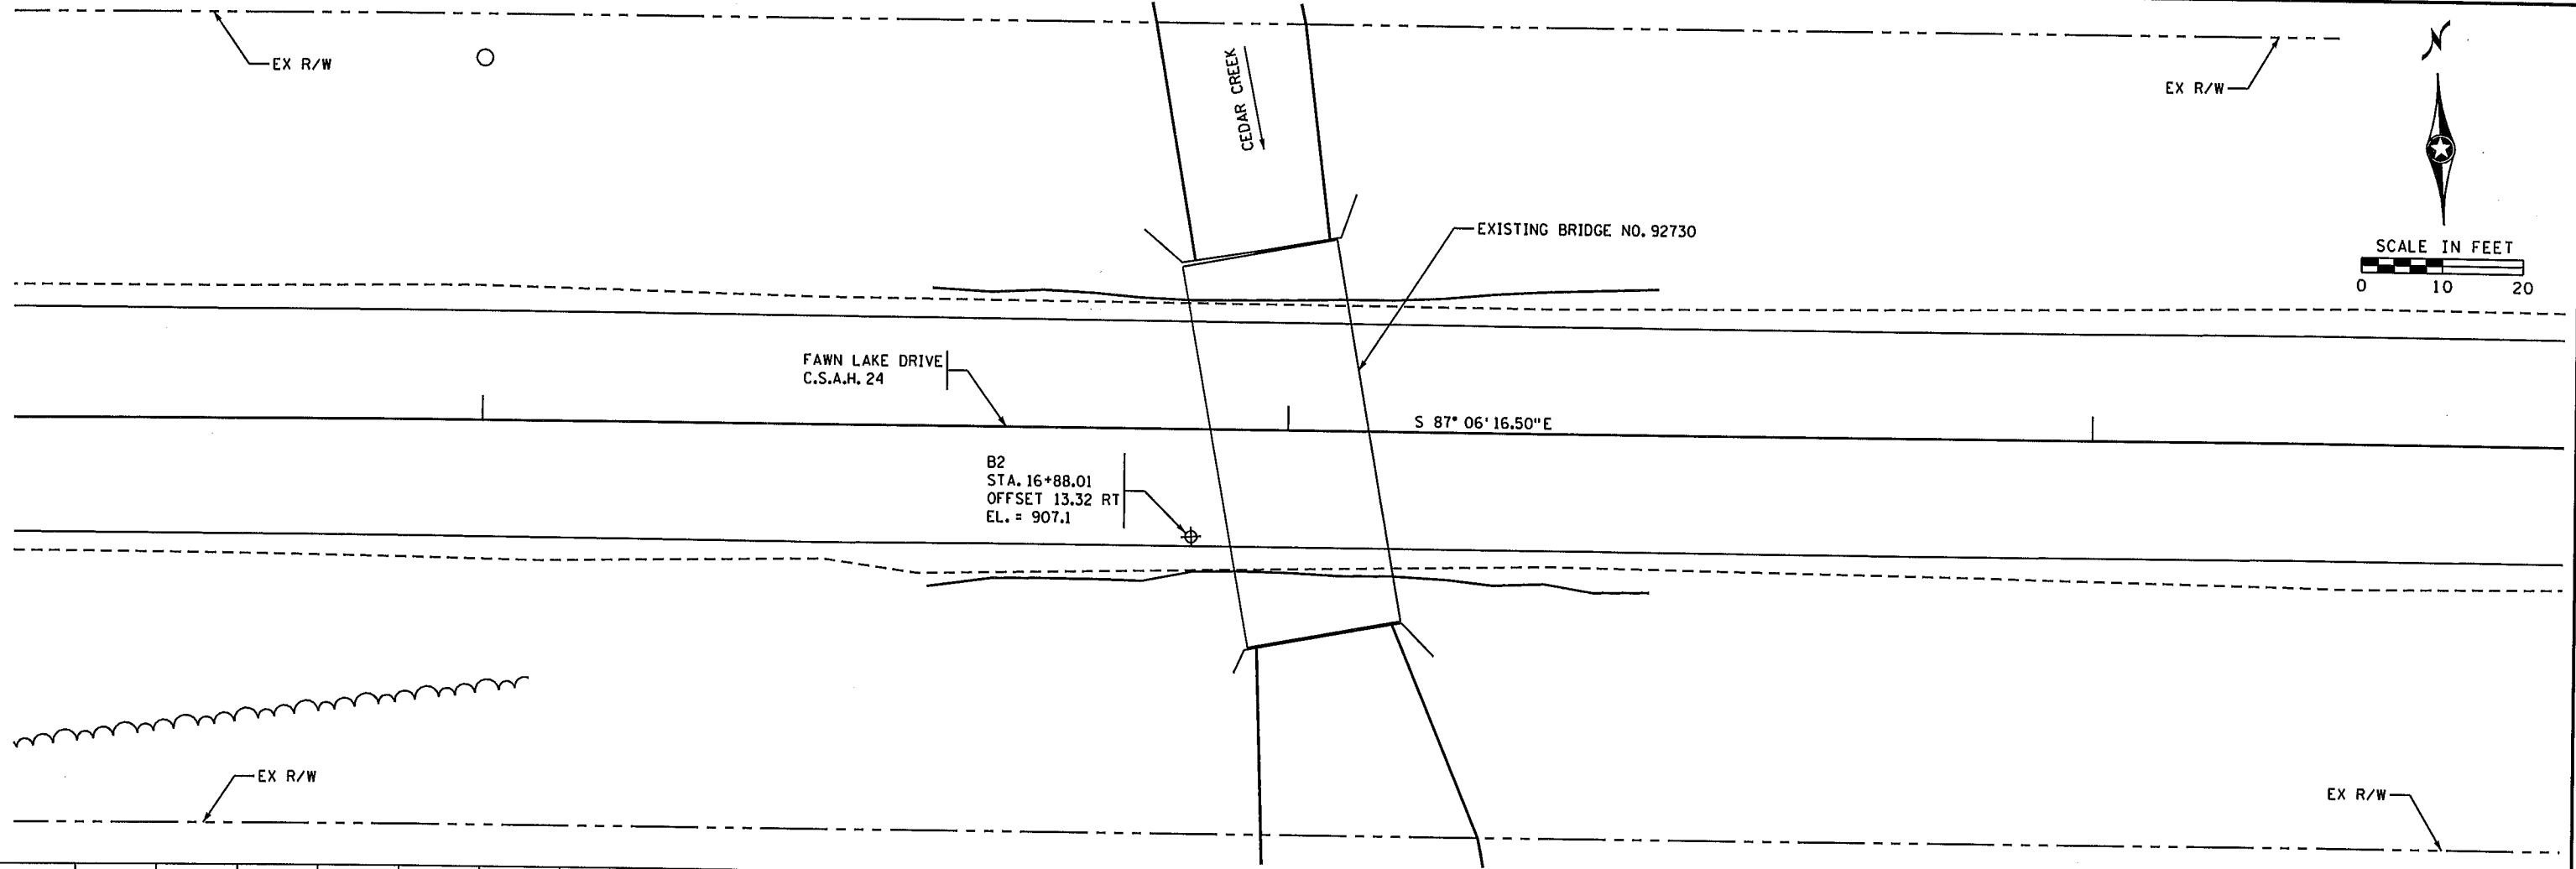 EX R/W
CEDAR CREEK
N
EX R/W
EXISTING BRIDGE NO. 92730
SCALE IN FEET
0 10 20
FAWN LAKE DRIVE
C.S.A.H. 24
S 87° 06' 16.50" E
B2
STA. 16+88.01
OFFSET 13.32 RT
EL. = 907.1
EX R/W
EX R/W